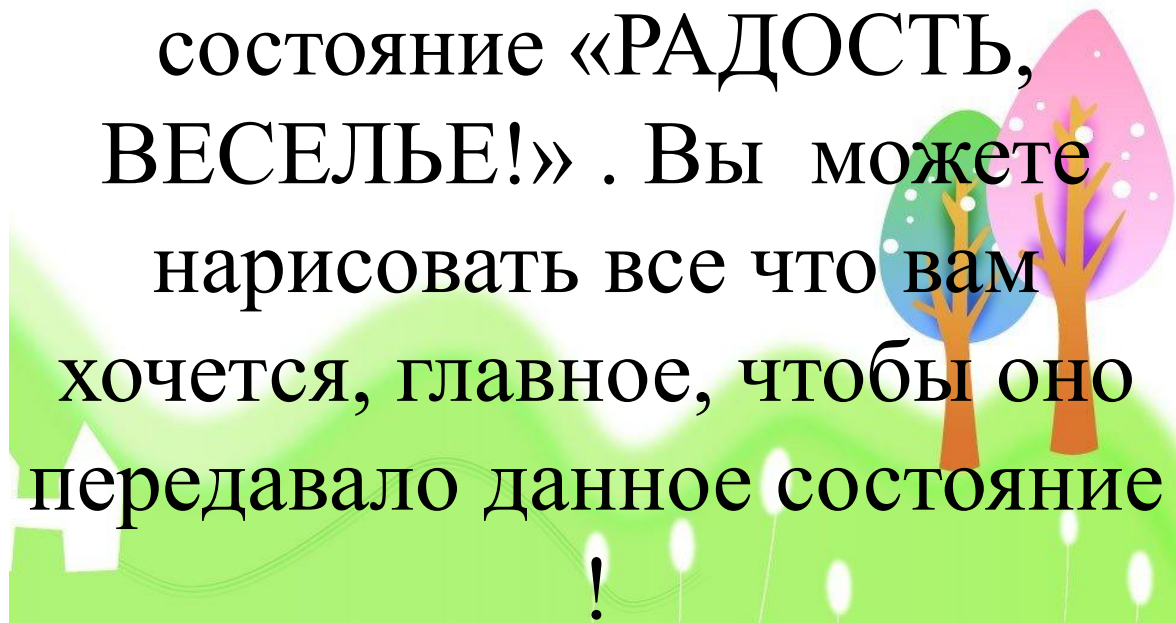 состояние «РАДОСТЬ,
ВЕСЕЛЬЕ!» . Вы  можете
нарисовать все что вам
хочется, главное, чтобы оно
передавало данное состояние
!